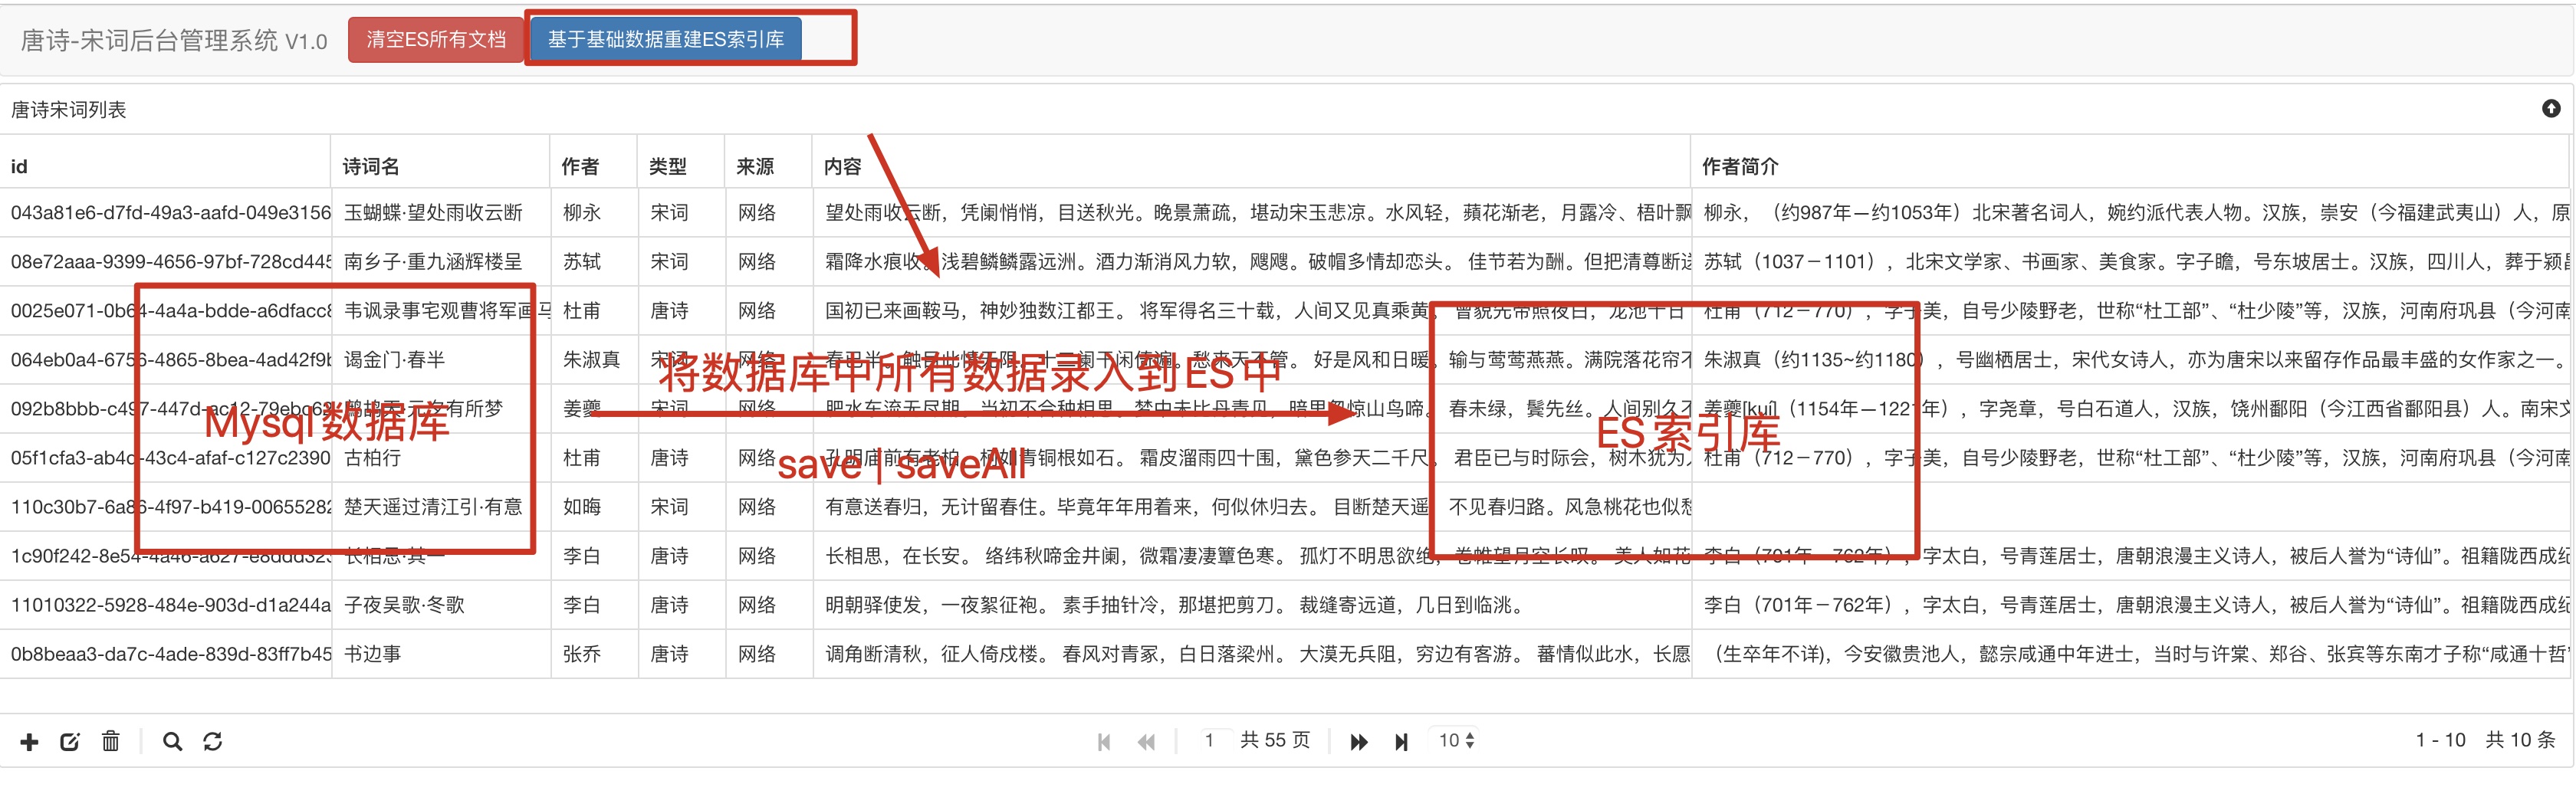 唐诗-宋词后台管理系统 V1.0 清空ES所有文档 基于基础数据重建ES索引库
唐诗宋词列表
id 诗词名 作者 类型 来源 内容 作者简介
043a81e6-d7fd-49a3-aafd-049e3156 玉蝴蝶·望处雨收云断 柳永 宋词 网络 望处雨收云断，凭阑悄悄，目送秋光。晚景萧疏，堪动宋玉悲凉。水风轻，蘋花渐老，月露冷、梧叶飘 柳永，（约987年—约1053年）北宋著名词人，婉约派代表人物。汉族，崇安（今福建武夷山）人，原
08e72aaa-9399-4656-97bf-728cd445 南乡子·重九涵辉楼呈 苏轼 宋词 网络 霜降水痕收。浅碧鳞鳞露远洲。酒力渐消风力软，飕飕。破帽多情却恋头。 佳节若为酬。但把清尊断送 苏轼（1037－1101），北宋文学家、书画家、美食家。字子瞻，号东坡居士。汉族，四川人，葬于颍昌
0025e071-0b64-4a4a-bdde-a6dfacc8 韦讽录事宅观曹将军画马 杜甫 唐诗 网络 国初已来画鞍马，神妙独数江都王。 将军得名三十载，人间又见真乘黄。 曾貌先帝照夜白，龙池十日 杜甫（712－770），字子美，自号少陵野老，世称“杜工部”、“杜少陵”等，汉族，河南府巩县（今河南
064eb0a4-6756-4865-8bea-4ad42f9b 谒金门·春半 朱淑真 宋词 网络 春已半。触目此情无限。十二阑干闲倚遍。愁来天不管。 好是风和日暖。输与莺莺燕燕。满院落花帘不 朱淑真（约1135~约1180），号幽栖居士，宋代女诗人，亦为唐宋以来留存作品最丰盛的女作家之一。
将数据库中所有数据录入到ES中
092b8bbb-c497-447d-ac12-79ebc62 鹧鸪天·元夕有所梦 姜夔 宋词 网络 肥水东流无尽期。当初不合种相思。梦中未比丹青见，暗里忽惊山鸟啼。 春未绿，鬓先丝。人间别久不 姜夔[kuí]（1154年—1221年），字尧章，号白石道人，汉族，饶州鄱阳（今江西省鄱阳县）人。南宋文
Mysql数据库 ES索引库
05f1cfa3-ab4d-43c4-afaf-c127c2390 古柏行 杜甫 唐诗 网络 孔明庙前有老柏，柯如青铜根如石。 霜皮溜雨四十围，黛色参天二千尺。 君臣已与时际会，树木犹为人 杜甫（712－770），字子美，自号少陵野老，世称“杜工部”、“杜少陵”等，汉族，河南府巩县（今河南
save | saveAll
110c30b7-6a86-4f97-b419-00655282 楚天遥过清江引·有意 如晦 宋词 网络 有意送春归，无计留春住。毕竟年年用着来，何似休归去。 目断楚天遥，不见春归路。风急桃花也似愁
1c90f242-8e54-4a46-a627-e8ddd323 长相思·其一 李白 唐诗 网络 长相思，在长安。 络纬秋啼金井阑，微霜凄凄簟色寒。 孤灯不明思欲绝，卷帷望月空长叹。 美人如花 李白（701年－762年），字太白，号青莲居士，唐朝浪漫主义诗人，被后人誉为“诗仙”。祖籍陇西成纪
11010322-5928-484e-903d-d1a244a 子夜吴歌·冬歌 李白 唐诗 网络 明朝驿使发，一夜絮征袍。 素手抽针冷，那堪把剪刀。 裁缝寄远道，几日到临洮。 李白（701年－762年），字太白，号青莲居士，唐朝浪漫主义诗人，被后人誉为“诗仙”。祖籍陇西成纪
0b8beaa3-da7c-4ade-839d-83ff7b45 书边事 张乔 唐诗 网络 调角断清秋，征人倚戍楼。 春风对青冢，白日落梁州。 大漠无兵阻，穷边有客游。 蕃情似此水，长愿 （生卒年不详)，今安徽贵池人，懿宗咸通中年进士，当时与许棠、郑谷、张宾等东南才子称“咸通十哲”
1 共 55 页 10 1 - 10 共 10 条